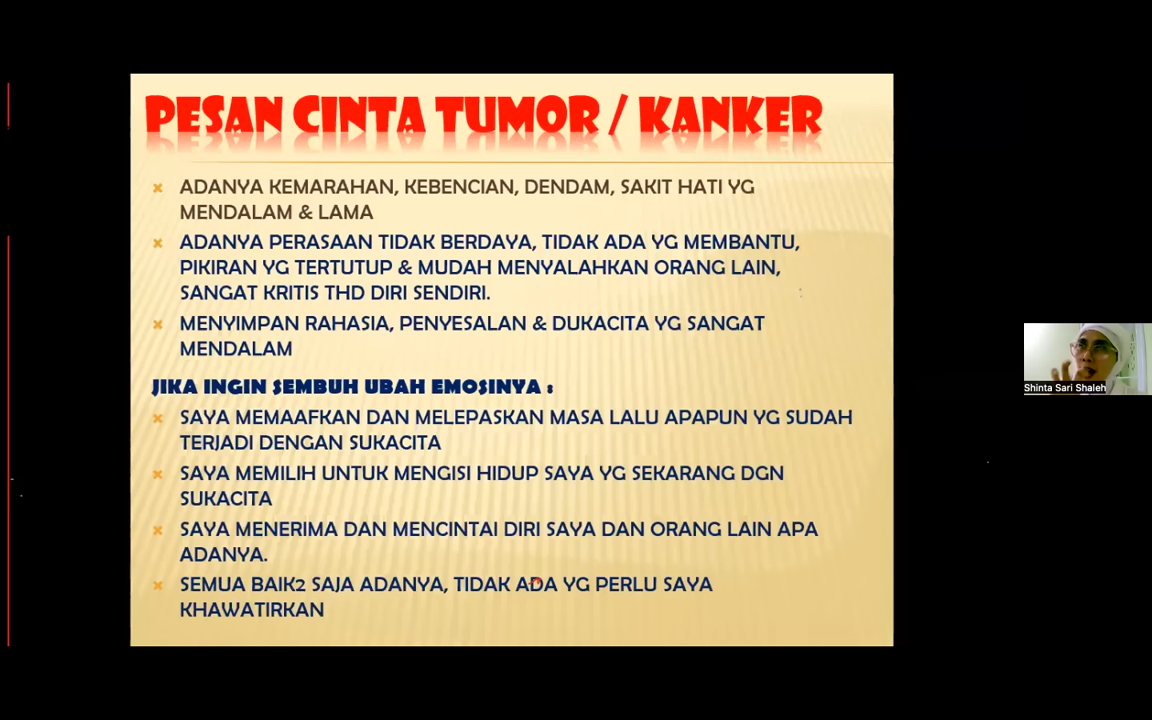 PESAN CINTA TUMOR / KANKER
ADANYA KEMARAHAN, KEBENCIAN, DENDAM, SAKIT HATI YG
MENDALAM & LAMA
ADANYA PERASAAN TIDAK BERDAYA, TIDAK ADA YG MEMBANTU,
PIKIRAN YG TERTUTUP & MUDAH MENYALAHKAN ORANG LAIN,
SANGAT KRITIS THD DIRI SENDIRI.
MENYIMPAN RAHASIA, PENYESALAN & DUKACITA YG SANGAT
MENDALAM
JIKA INGIN SEMBUH UBAH EMOSINYA :
SAYA MEMAAFKAN DAN MELEPASKAN MASA LALU APAPUN YG SUDAH
TERJADI DENGAN SUKACITA
SAYA MEMILIH UNTUK MENGISI HIDUP SAYA YG SEKARANG DGN
SUKACITA
SAYA MENERIMA DAN MENCINTAI DIRI SAYA DAN ORANG LAIN APA
ADANYA.
SEMUA BAIK2 SAJA ADANYA, TIDAK ADA YG PERLU SAYA
KHAWATIRKAN
Shinta Sari Shaleh